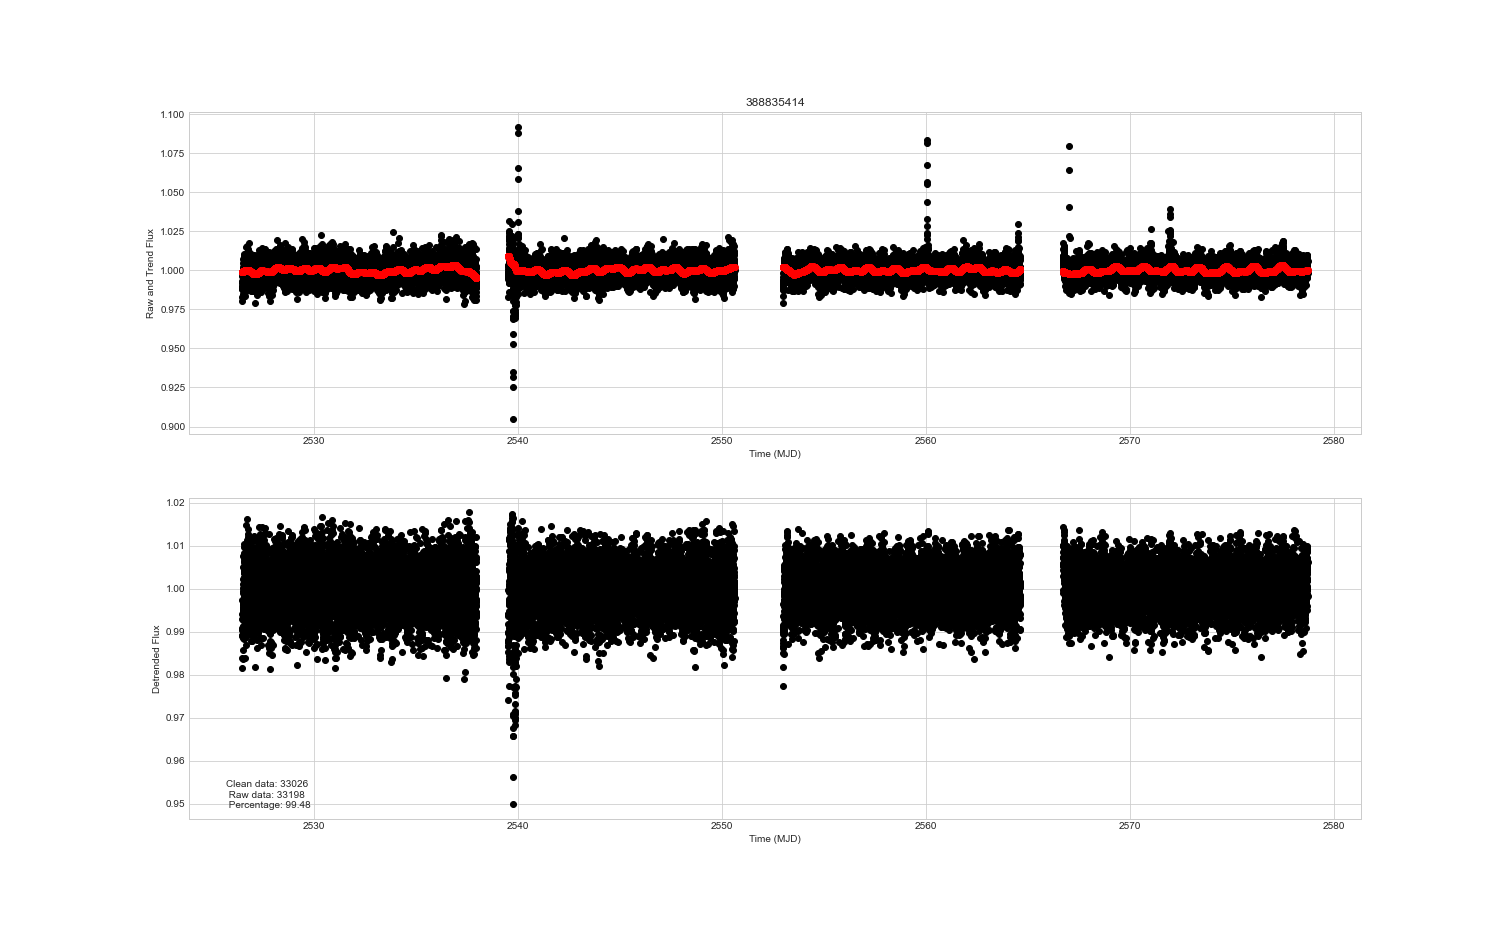 388835414
1.100
1.075
1.050
1.025
1.000
0.975
0.950
0.925
0.900
Raw and Trend Flux
2530 2540 2550 2560 2570 2580
Time (MJD)
1.02
1.01
1.00
0.99
0.98
0.97
0.96
0.95
Detrended Flux
Clean data: 33026
Raw data: 33198
Percentage: 99.48
2530 2540 2550 2560 2570 2580
Time (MJD)